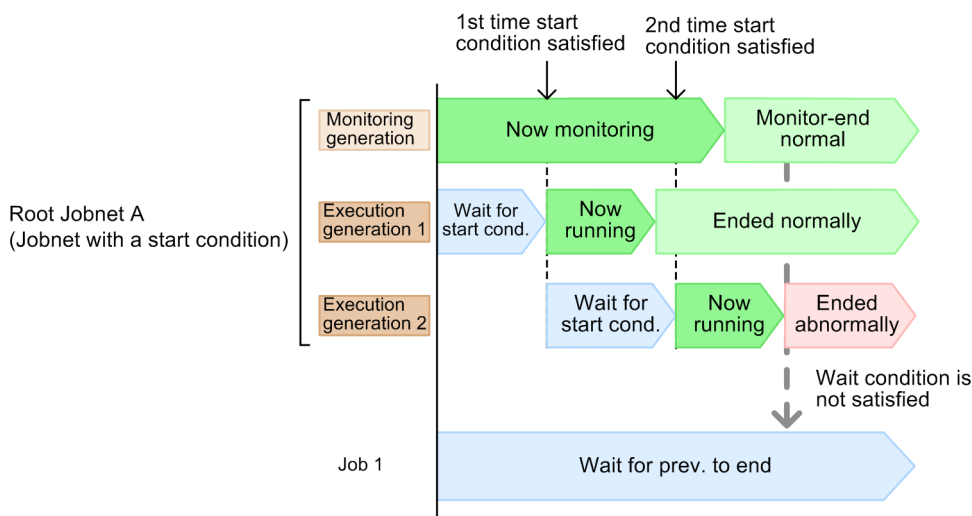 1st time start
condition satisfied
2nd time start
condition satisfied
Monitoring
generation
Now monitoring
Monitor-end
normal
Root Jobnet A
(Jobnet with a start condition)
Execution
generation 1
Wait for
start cond.
Now
running
Ended normally
Execution
generation 2
Wait for
start cond.
Now
running
Ended
abnormally
Wait condition is
not satisfied
Job 1
Wait for prev. to end